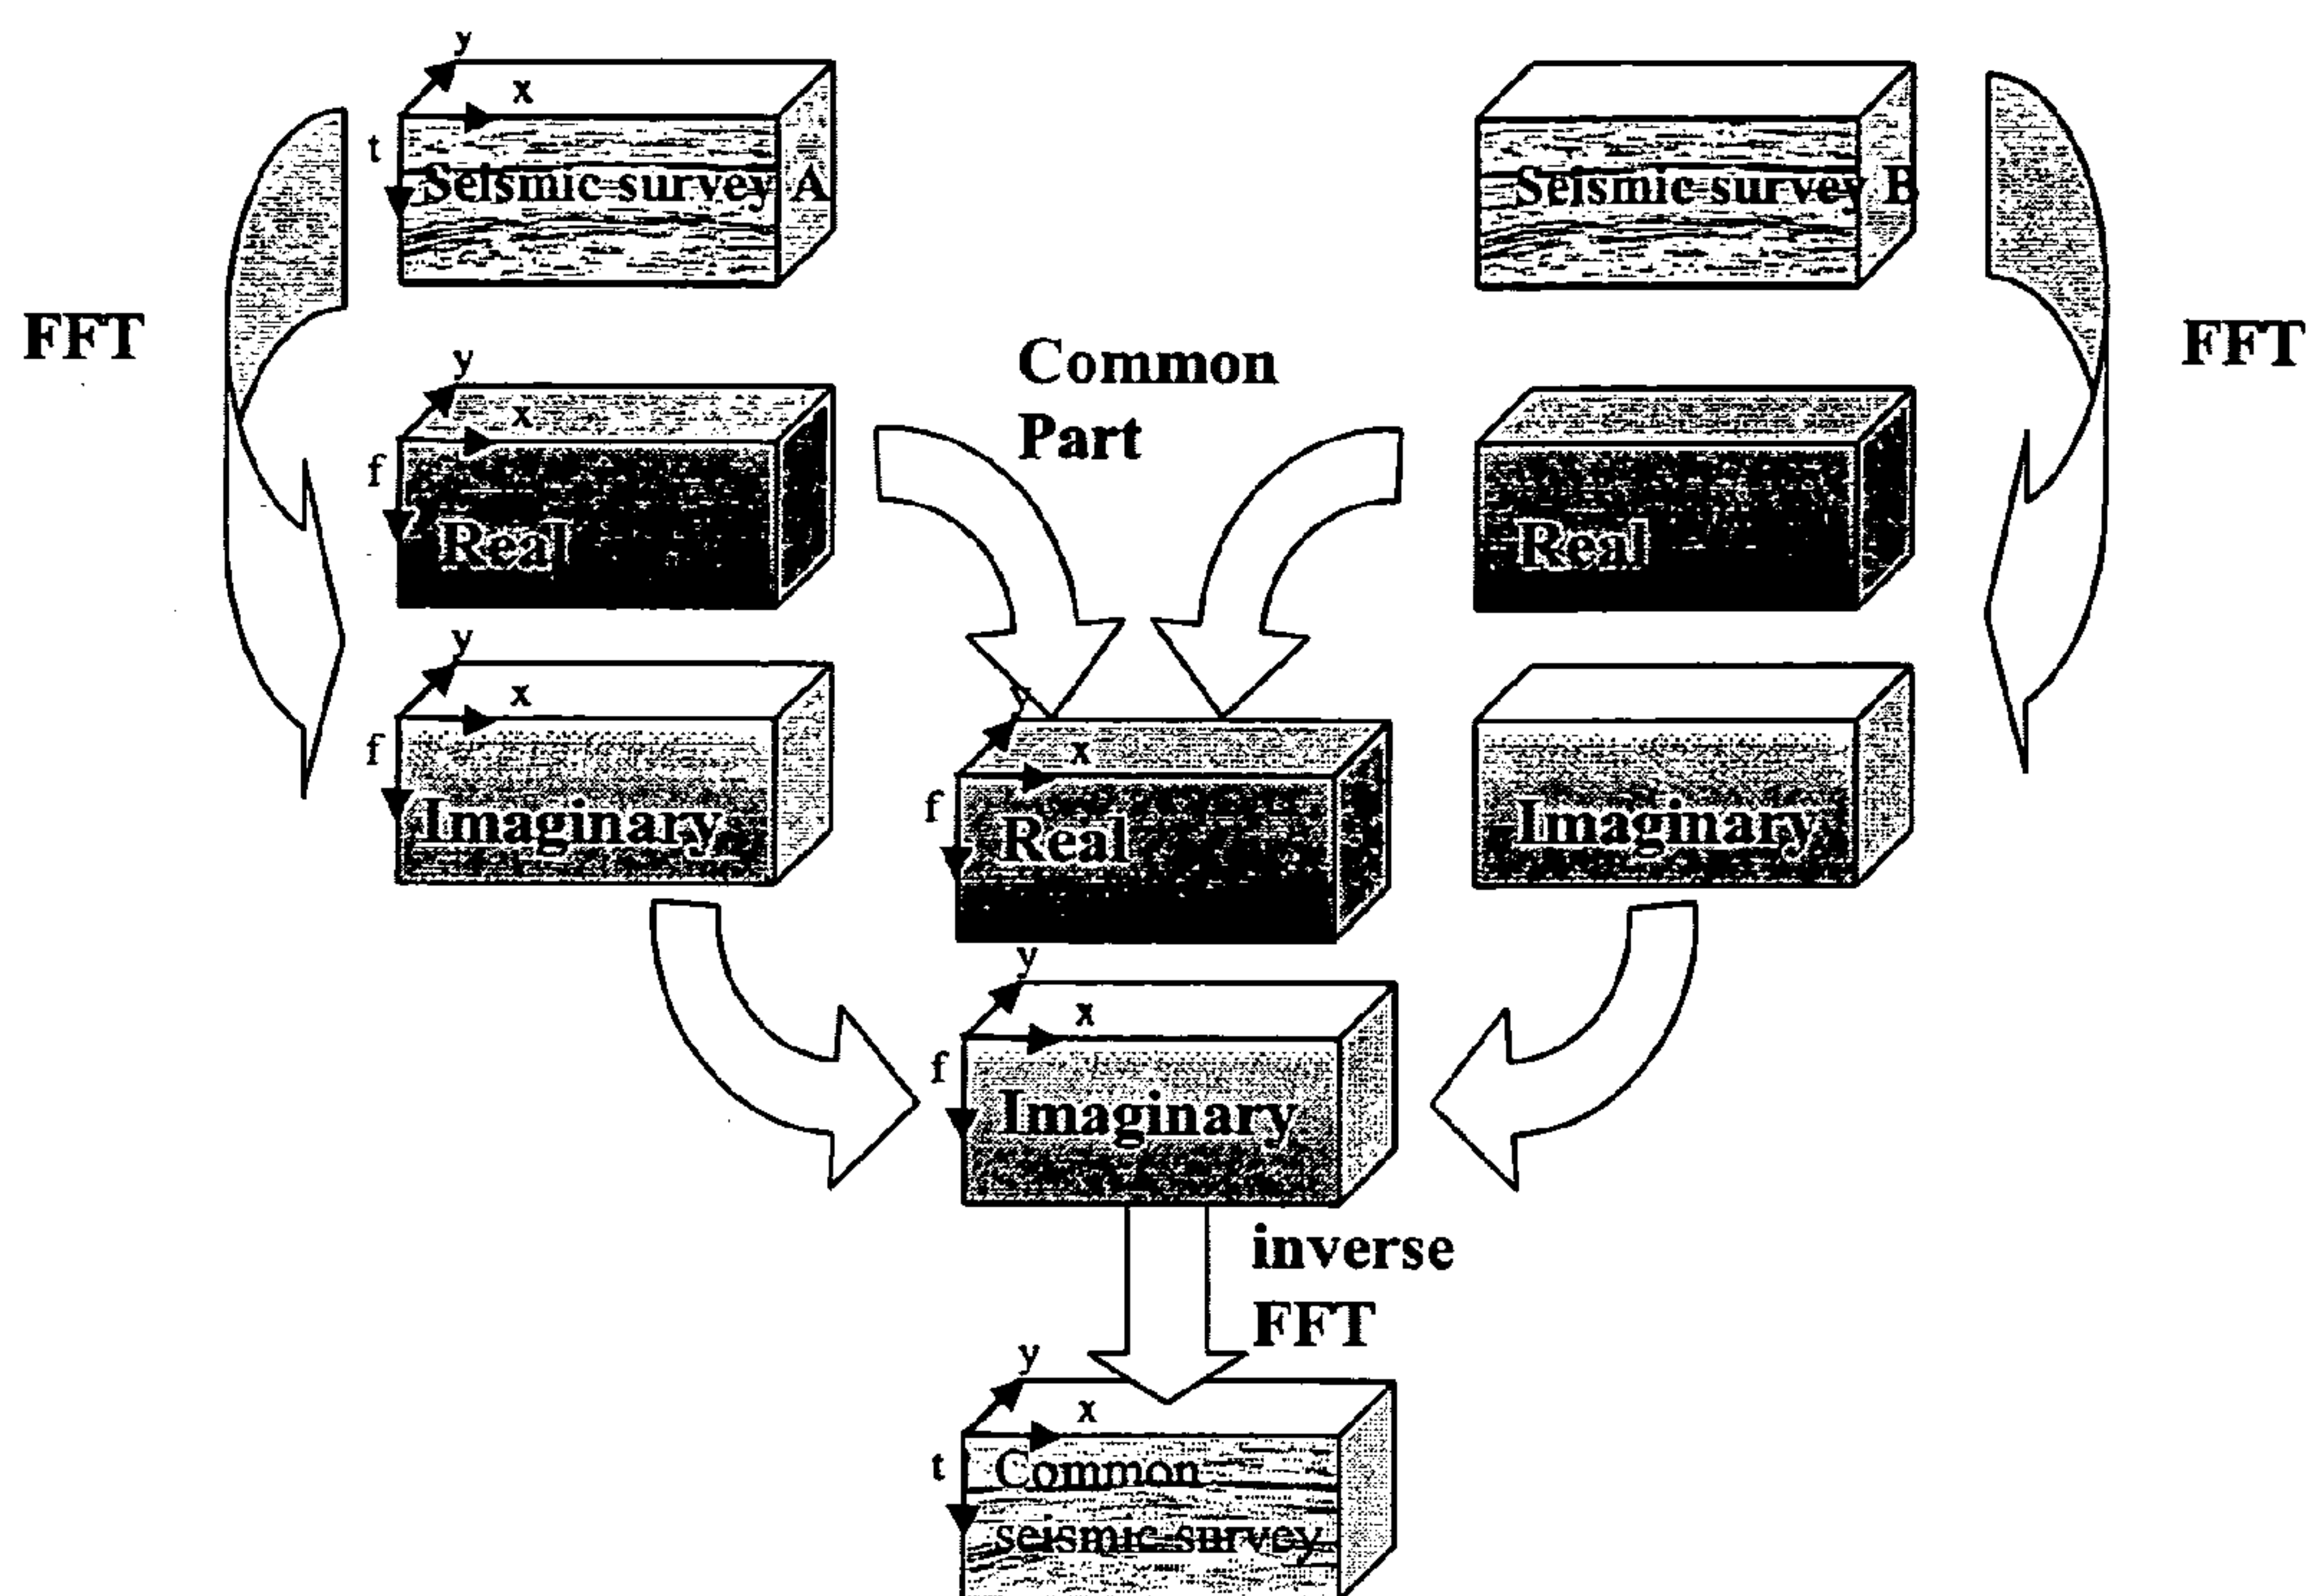 y
x
t
Seismic survey A
Seismic survey B
FFT
FFT
y
x
f
Real
Common
Part
Real
y
x
f
Imaginary
y
x
f
Real
Imaginary
y
x
f
Imaginary
inverse
FFT
y
x
t
Common
seismic survey